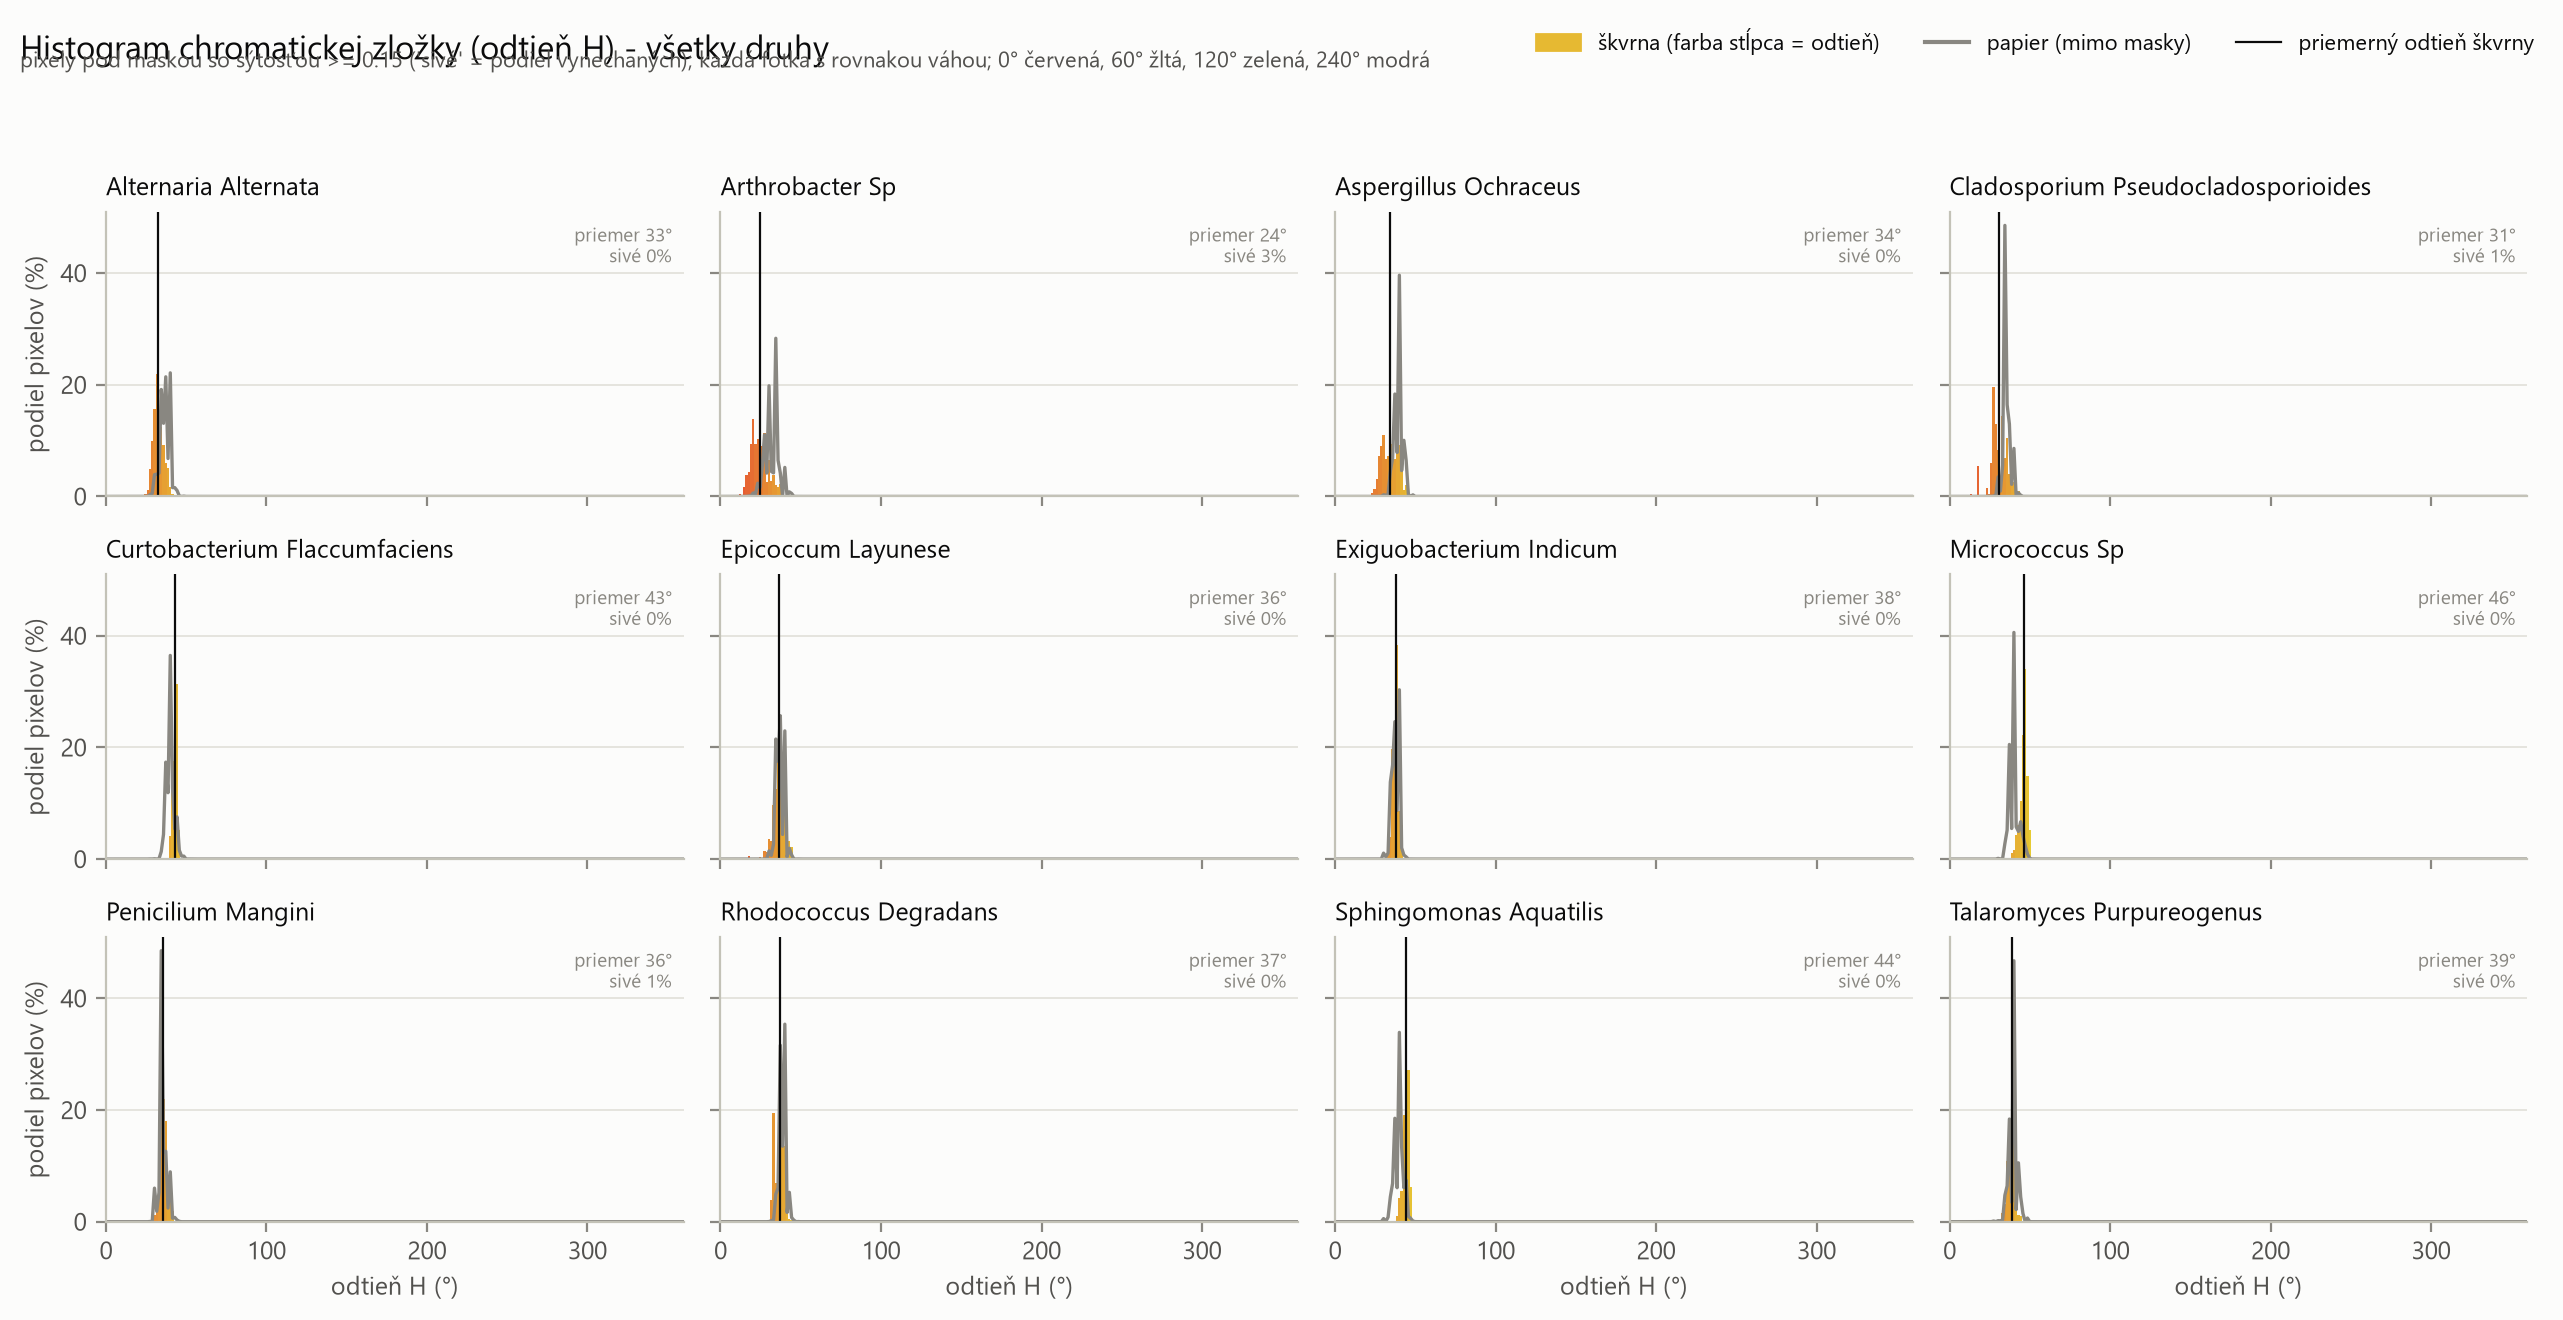 Histogram chromatickej zložky (odtieň H) - všetky druhy
pixely pod maskou so sýtosťou >= 0.15 ('sivé' = podiel vynechaných); každá fotka s rovnakou váhou; 0° červená, 60° žltá, 120° zelená, 240° modrá
škvrna (farba stĺpca = odtieň)
papier (mimo masky)
priemerný odtieň škvrny
Alternaria Alternata
Arthrobacter Sp
Aspergillus Ochraceus
Cladosporium Pseudocladosporioides
podiel pixelov (%)
40
20
0
priemer 33°
sivé 0%
priemer 24°
sivé 3%
priemer 34°
sivé 0%
priemer 31°
sivé 1%
Curtobacterium Flaccumfaciens
Epicoccum Layunese
Exiguobacterium Indicum
Micrococcus Sp
podiel pixelov (%)
40
20
0
priemer 43°
sivé 0%
priemer 36°
sivé 0%
priemer 38°
sivé 0%
priemer 46°
sivé 0%
Penicilium Mangini
Rhodococcus Degradans
Sphingomonas Aquatilis
Talaromyces Purpureogenus
podiel pixelov (%)
40
20
0
priemer 36°
sivé 1%
priemer 37°
sivé 0%
priemer 44°
sivé 0%
priemer 39°
sivé 0%
0 100 200 300
0 100 200 300
0 100 200 300
0 100 200 300
odtieň H (°)
odtieň H (°)
odtieň H (°)
odtieň H (°)